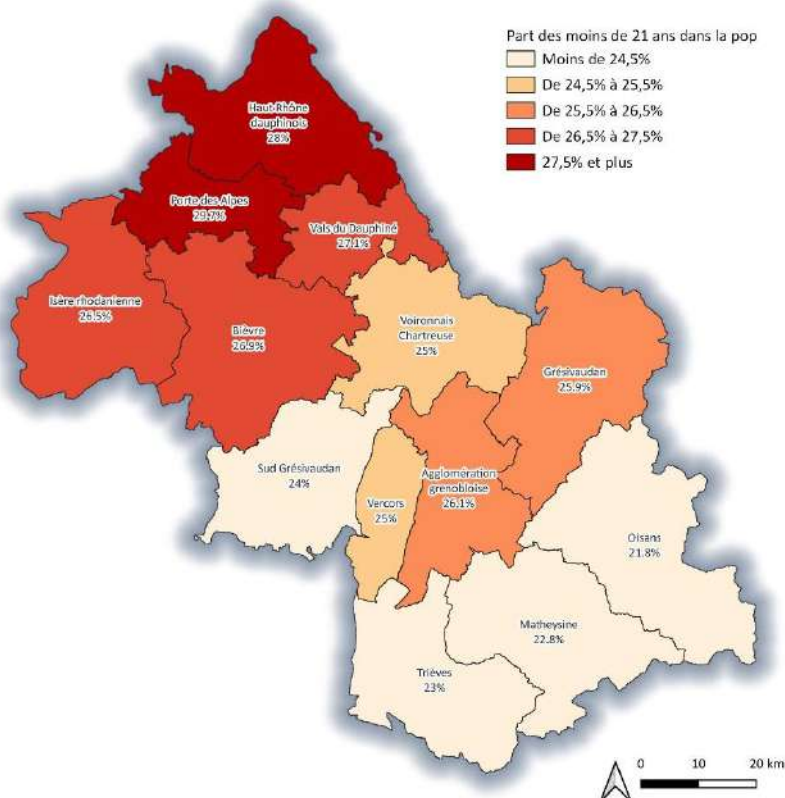 Part des moins de 21 ans dans la pop
Moins de 24,5%
De 24,5% à 25,5%
De 25,5% à 26,5%
De 26,5% à 27,5%
27,5% et plus
Haut-Rhône
dauphinois
28%
Porte des Alpes
29,7%
Vals du Dauphiné
27,1%
Isère rhodanienne
26,5%
Bièvre
26,9%
Voironnais
Chartreuse
25%
Grésivaudan
25,9%
Sud Grésivaudan
24%
Vercors
25%
Agglomération
grenobloise
26,1%
Oisans
21,8%
Matheysine
22,8%
Trièves
23%
0 10 20 km